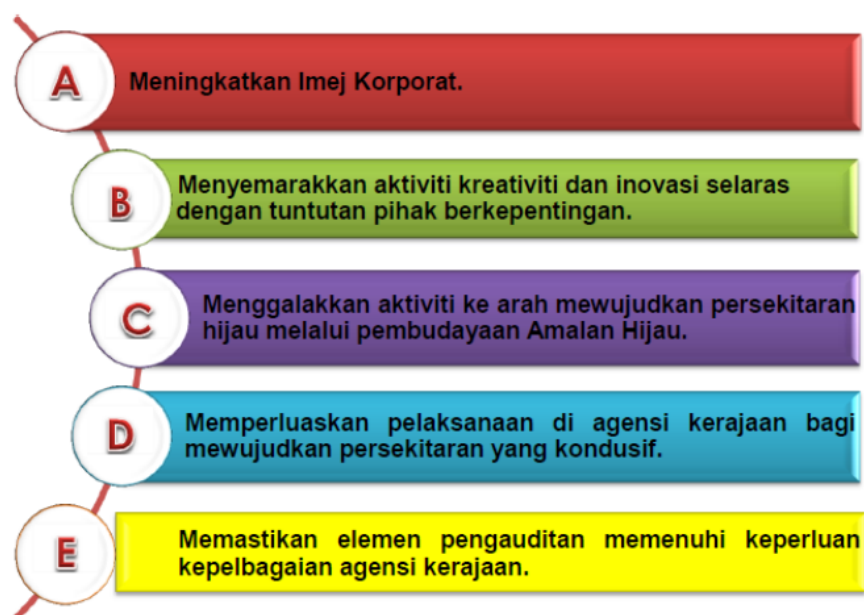 A
Meningkatkan Imej Korporat.
B
Menyemarakkan aktiviti kreativiti dan inovasi selaras
dengan tuntutan pihak berkepentingan.
C
Menggalakkan aktiviti ke arah mewujudkan persekitaran
hijau melalui pembudayaan Amalan Hijau.
D
Memperluaskan pelaksanaan di agensi kerajaan bagi
mewujudkan persekitaran yang kondusif.
E
Memastikan elemen pengauditan memenuhi keperluan
kepelbagaian agensi kerajaan.